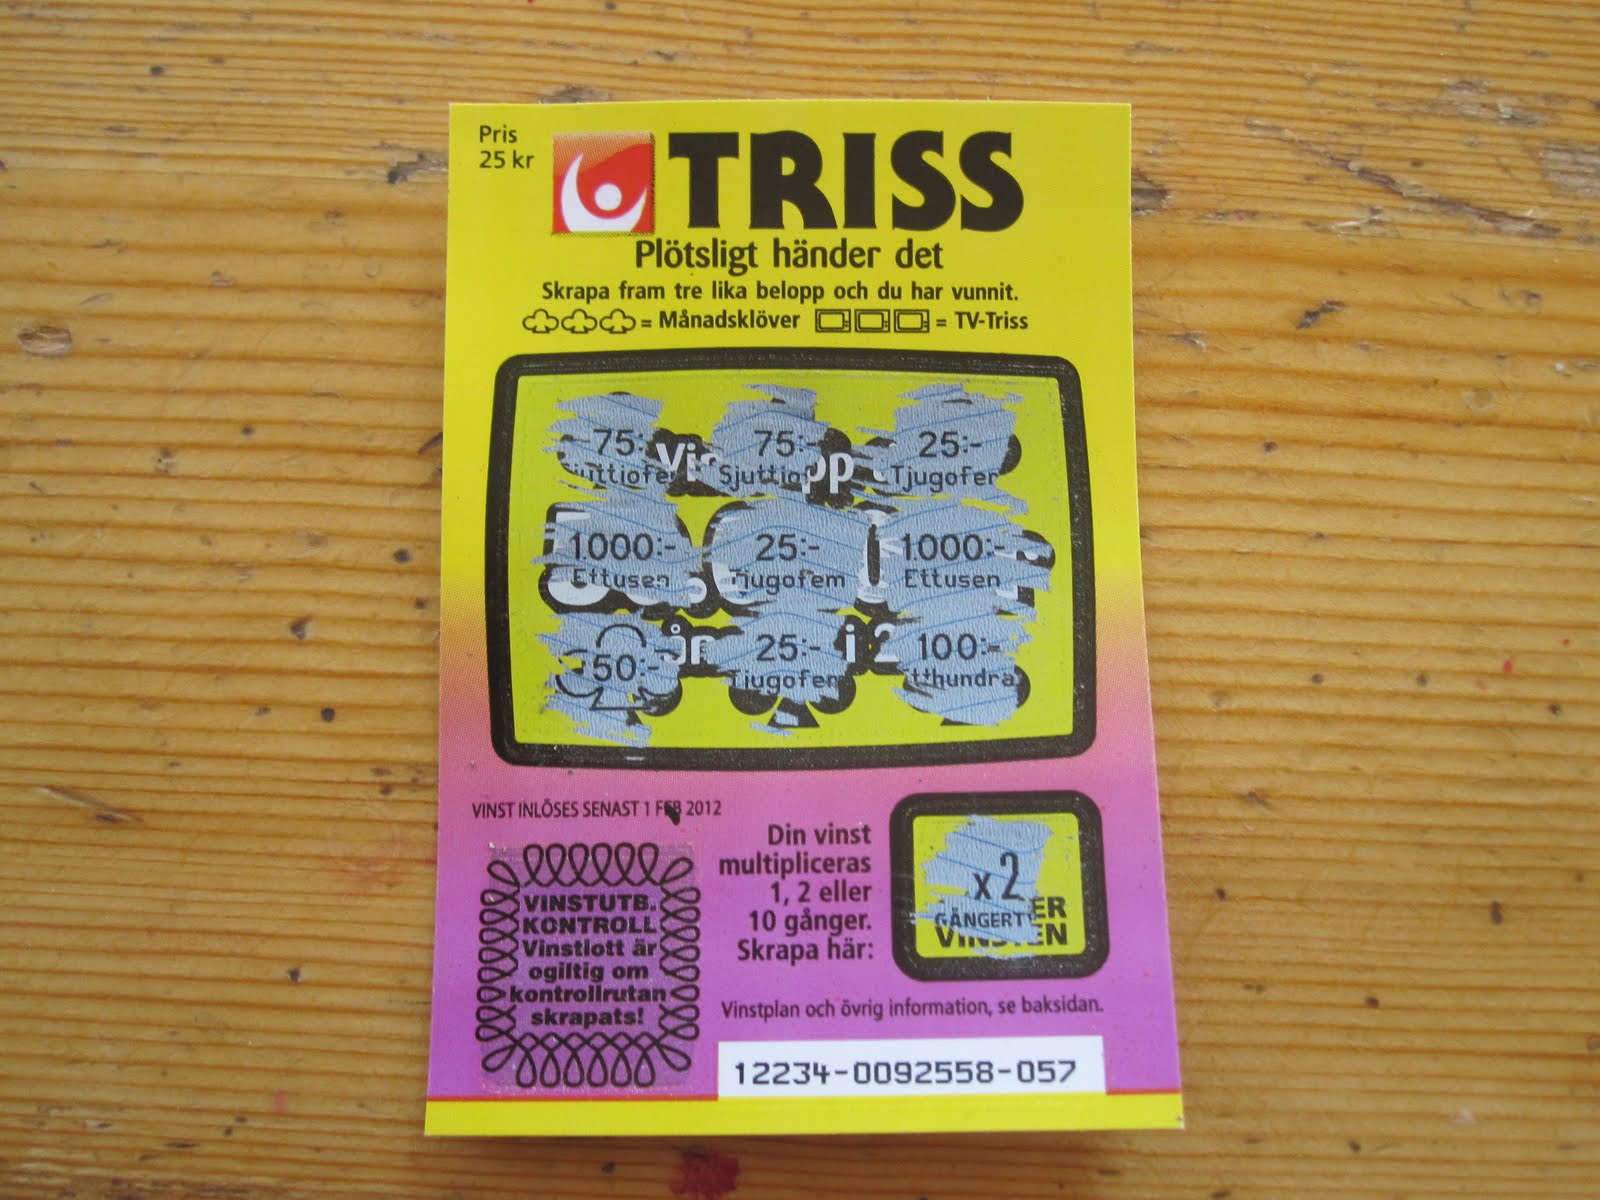 Pris
25 kr
TRISS
Plötsligt händer det
Skrapa fram tre lika belopp och du har vunnit.
= Månadsklöver = TV-Triss
75:- 75:- 25:-
Tjugofem
1000:- 25:- 1000:-
Ettusen Tjugofem Ettusen
50:- 25:- 100:-
Tjugofem
i 2
VINST INLÖSES SENAST 1 FEB 2012
Din vinst
multipliceras
1, 2 eller
10 gånger.
Skrapa här:
x 2
GÅNGER
VINSTUTB.
KONTROLL
Vinstlott är
ogiltig om
kontrollrutan
skrapats!
Vinstplan och övrig information, se baksidan.
12234-0092558-057